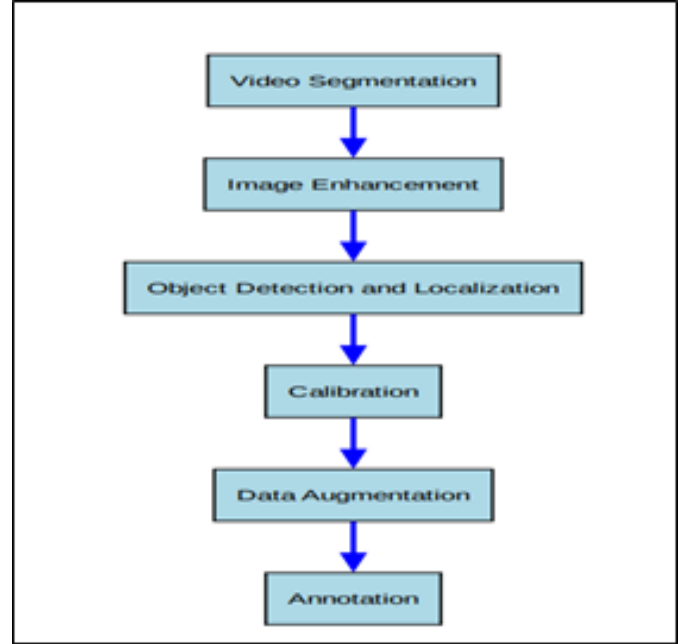 Video Segmentation
Image Enhancement
Object Detection and Localization
Calibration
Data Augmentation
Annotation